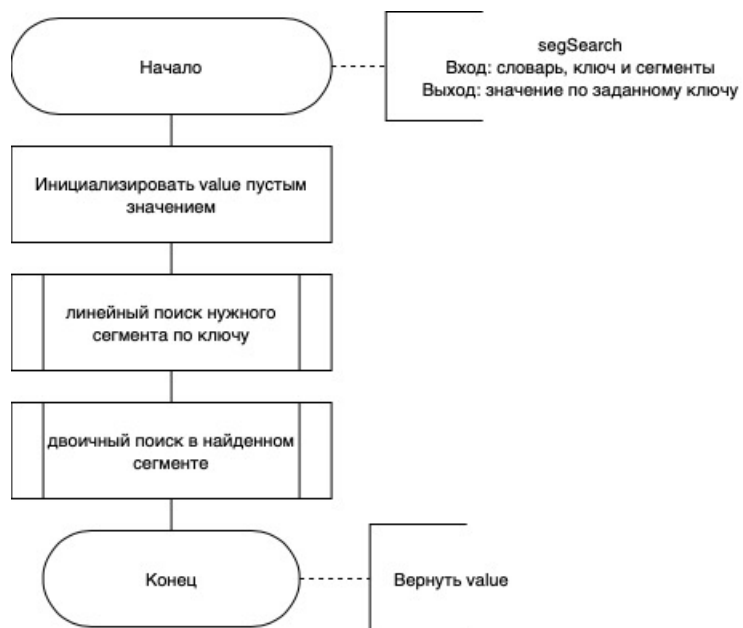 Начало
segSearch
Вход: словарь, ключ и сегменты
Выход: значение по заданному ключу
Инициализировать value пустым
значением
линейный поиск нужного
сегмента по ключу
двоичный поиск в найденном
сегменте
Конец
Вернуть value